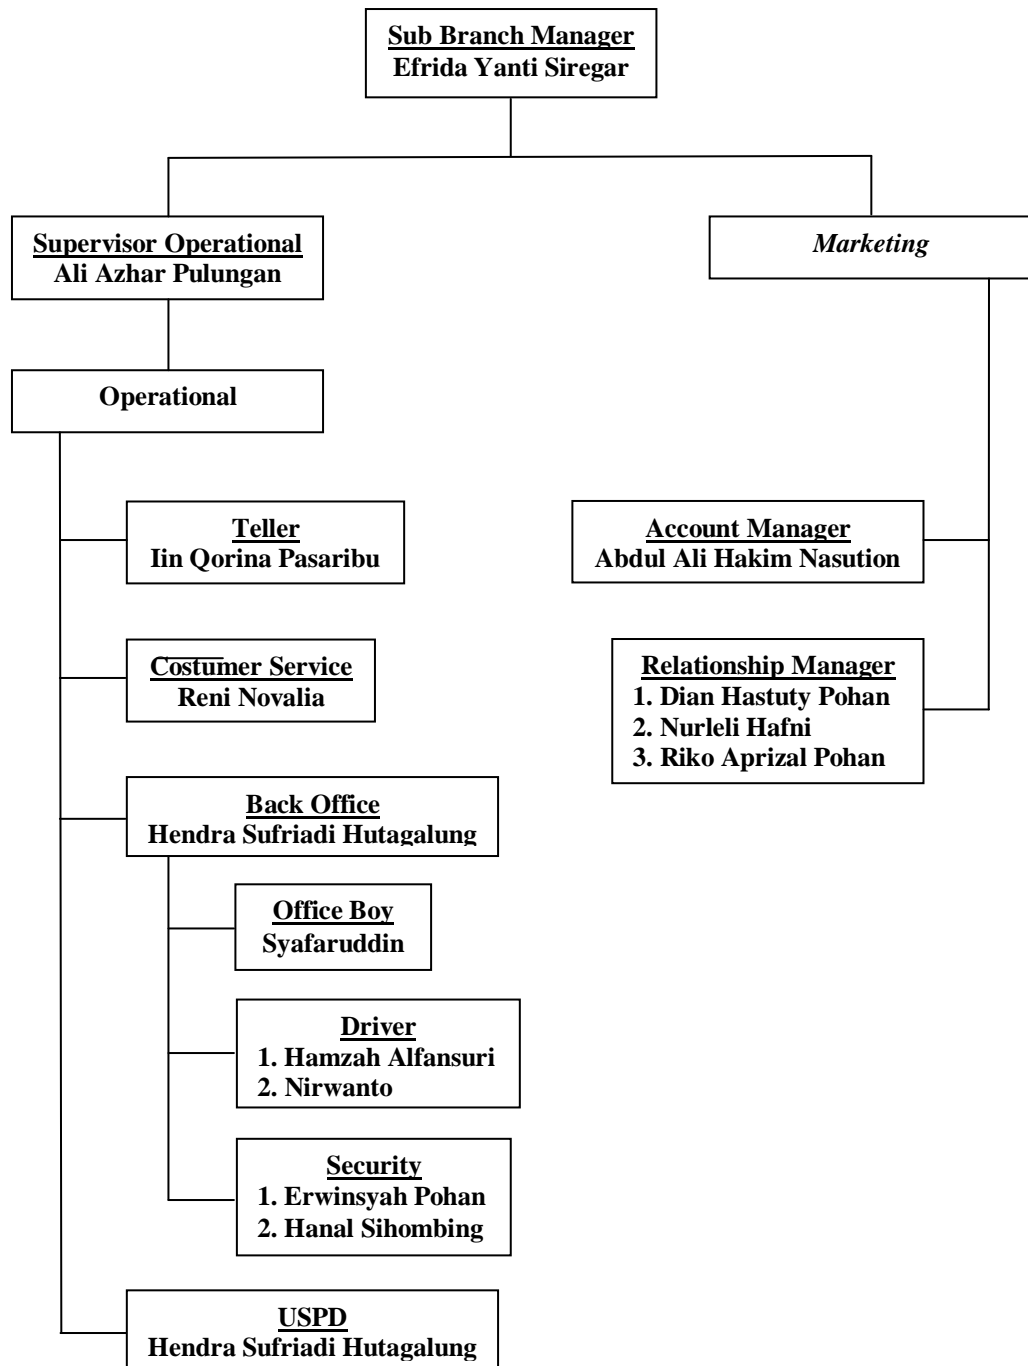 Sub Branch Manager
Efrida Yanti Siregar
Supervisor Operational
Ali Azhar Pulungan
Marketing
Operational
Teller
Iin Qorina Pasaribu
Account Manager
Abdul Ali Hakim Nasution
Costumer Service
Reni Novalia
Relationship Manager
1. Dian Hastuty Pohan
2. Nurleli Hafni
3. Riko Aprizal Pohan
Back Office
Hendra Sufriadi Hutagalung
Office Boy
Syafaruddin
Driver
1. Hamzah Alfansuri
2. Nirwanto
Security
1. Erwinsyah Pohan
2. Hanal Sihombing
USPD
Hendra Sufriadi Hutagalung